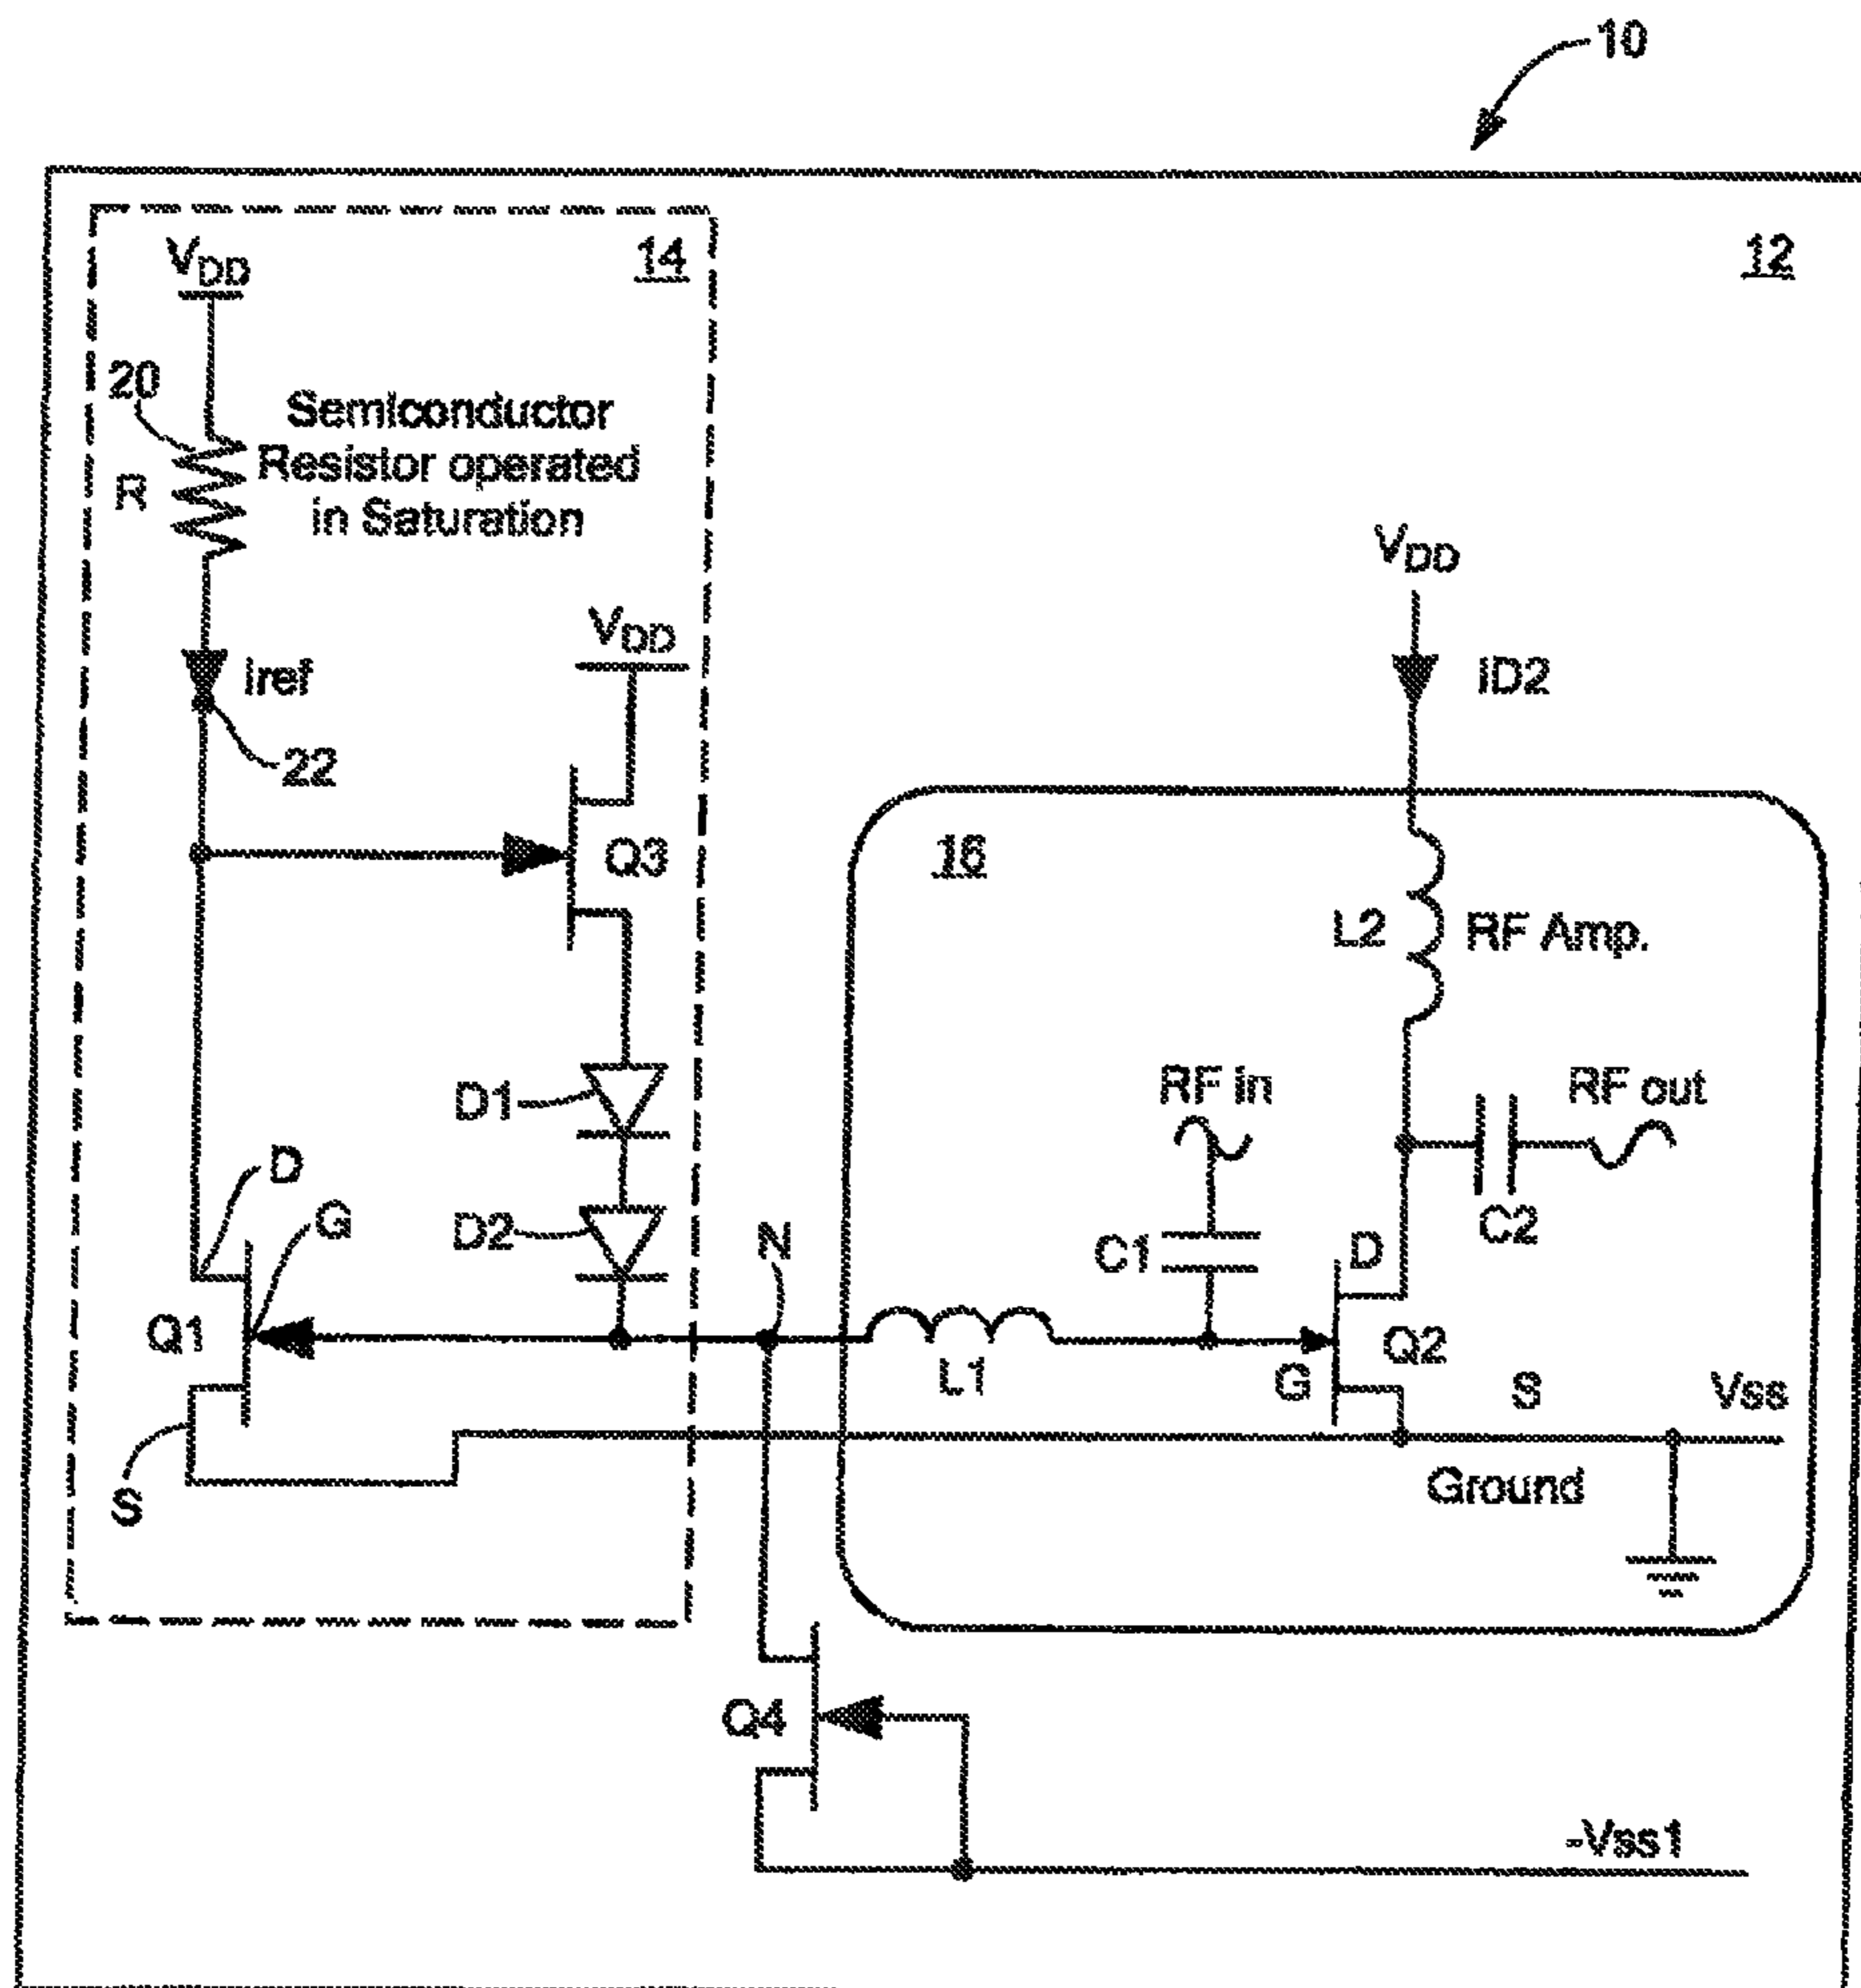 10
12
14
VDD
20
Semiconductor
Resistor operated
in Saturation
R
VDD
VDD
Iref
ID2
22
Q3
16
L2
RF Amp.
D1
RF in
RF out
D
G
D2
N
C1
D
C2
Q1
L1
G
Q2
S
Vss
S
Ground
Q4
-Vss1